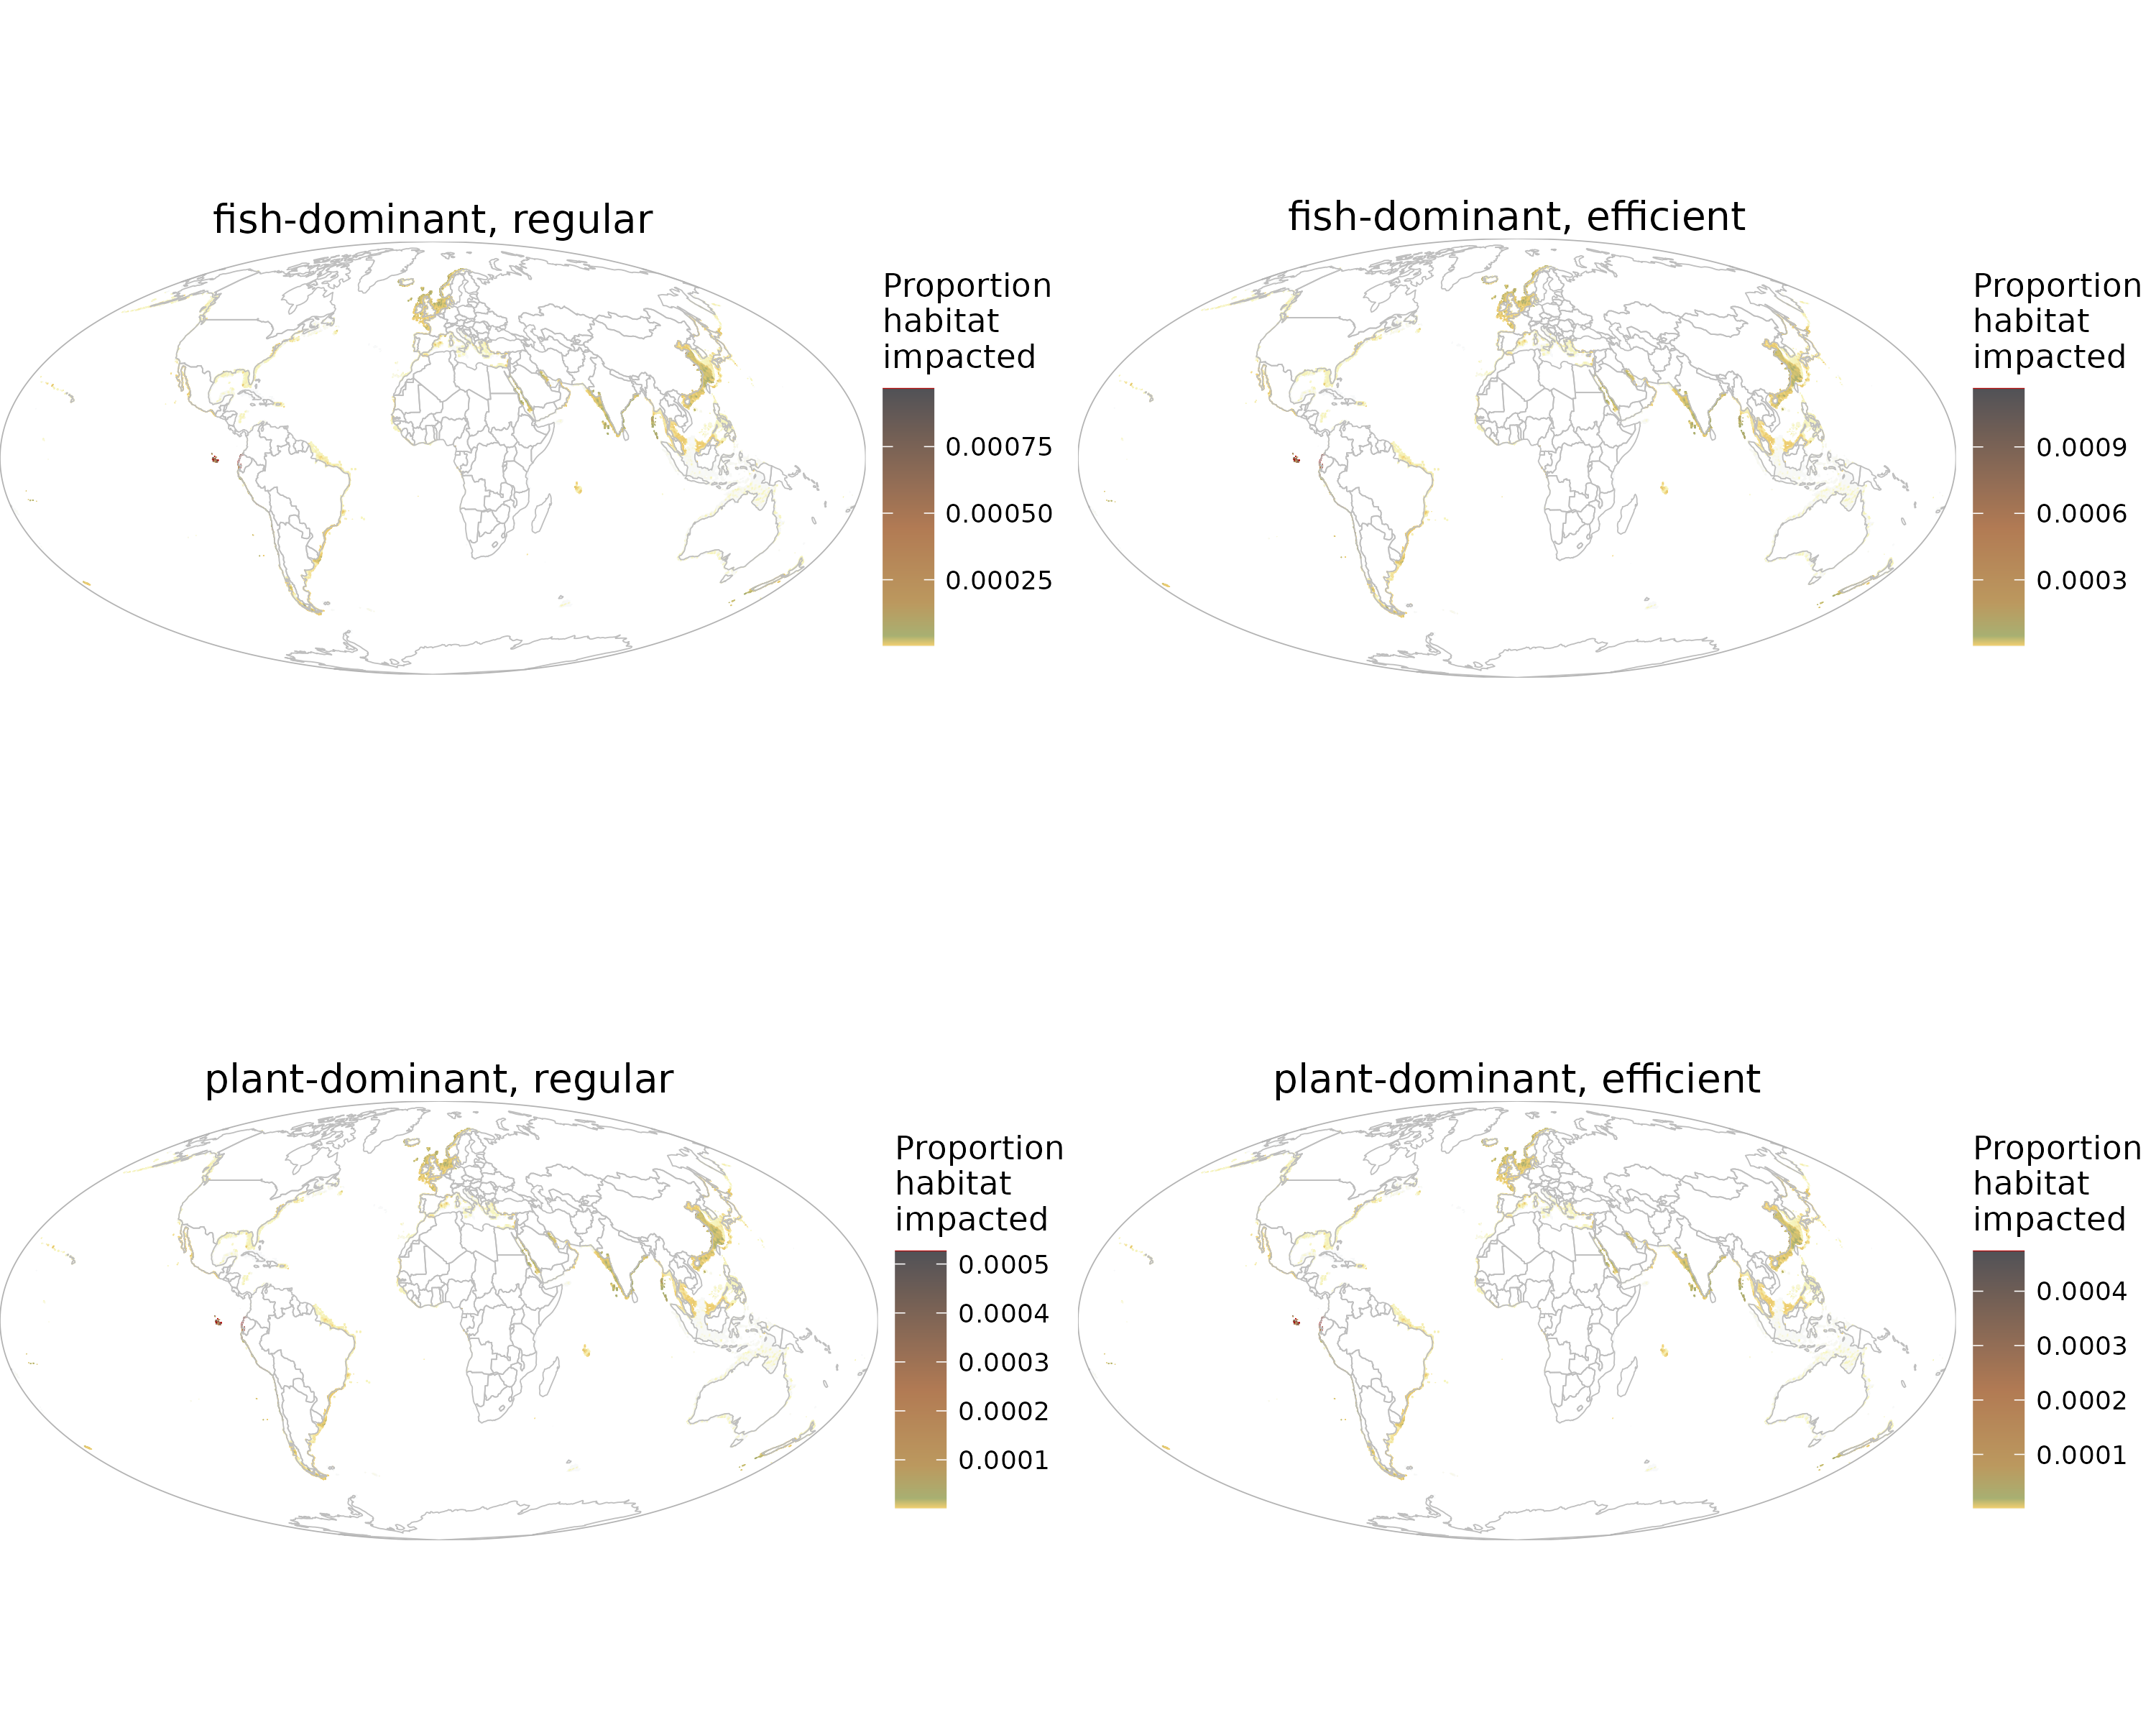 fish-dominant, regular
Proportion
habitat
impacted
0.00075
0.00050
0.00025
fish-dominant, efficient
Proportion
habitat
impacted
0.0009
0.0006
0.0003
plant-dominant, regular
Proportion
habitat
impacted
0.0005
0.0004
0.0003
0.0002
0.0001
plant-dominant, efficient
Proportion
habitat
impacted
0.0004
0.0003
0.0002
0.0001